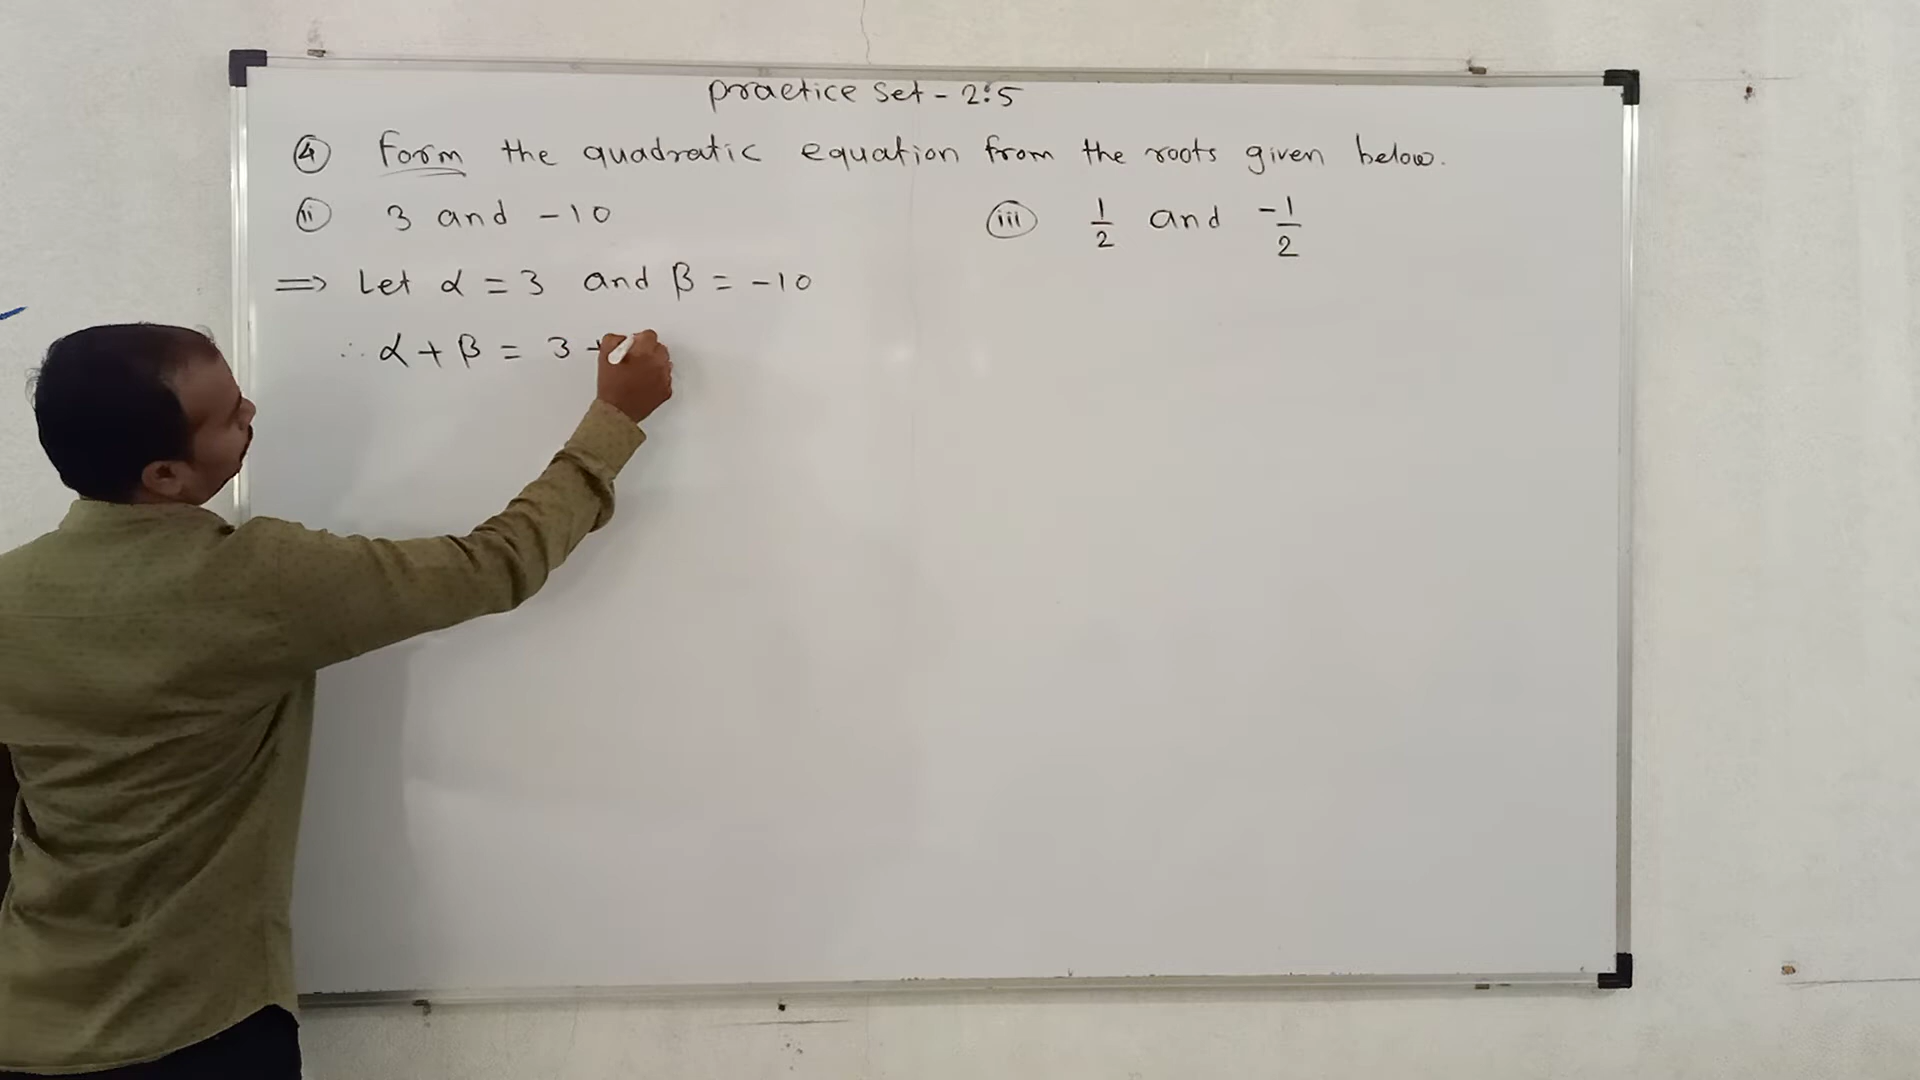 Practice Set - 2.5
④ Form the quadratic equation from the roots given below.
ⅱ 3 and -10
ⅲ 1/2 and -1/2
⇒ Let α = 3 and β = -10
∴ α + β = 3 +